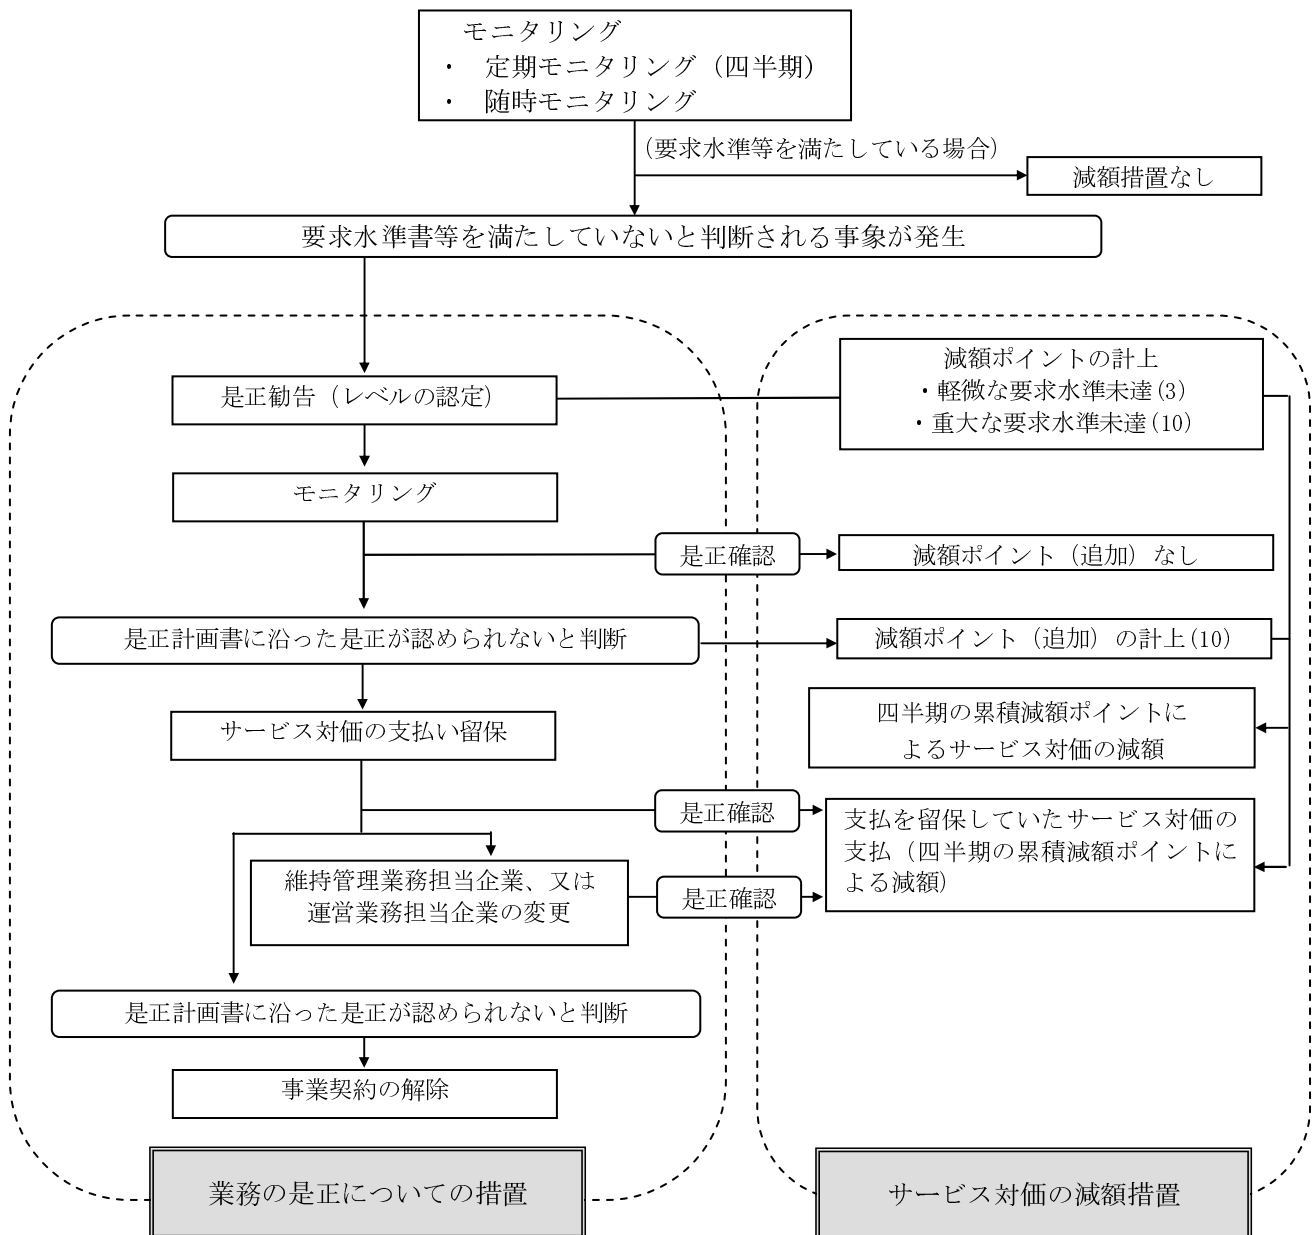 モニタリング
・ 定期モニタリング（四半期）
・ 随時モニタリング
（要求水準等を満たしている場合）
減額措置なし
要求水準書等を満たしていないと判断される事象が発生
減額ポイントの計上
・軽微な要求水準未達(3)
・重大な要求水準未達(10)
是正勧告（レベルの認定）
モニタリング
是正確認
減額ポイント（追加）なし
是正計画書に沿った是正が認められないと判断
減額ポイント（追加）の計上(10)
サービス対価の支払い留保
四半期の累積減額ポイントに
よるサービス対価の減額
是正確認
支払を留保していたサービス対価の
支払（四半期の累積減額ポイントに
よる減額）
維持管理業務担当企業、又は
運営業務担当企業の変更
是正確認
是正計画書に沿った是正が認められないと判断
事業契約の解除
業務の是正についての措置
サービス対価の減額措置